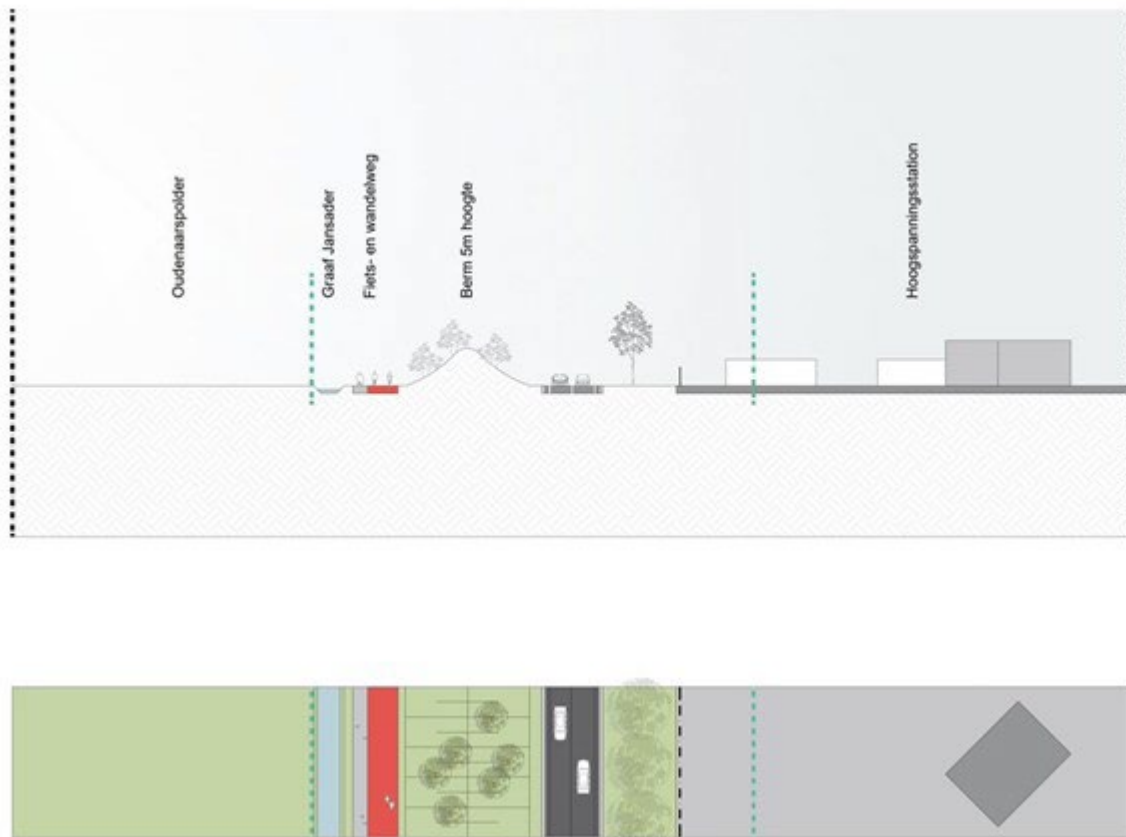 Oudenaarspolder
Graaf Jansader
Fiets- en wandelweg
Berm 5m hoogte
Hoogspanningsstation